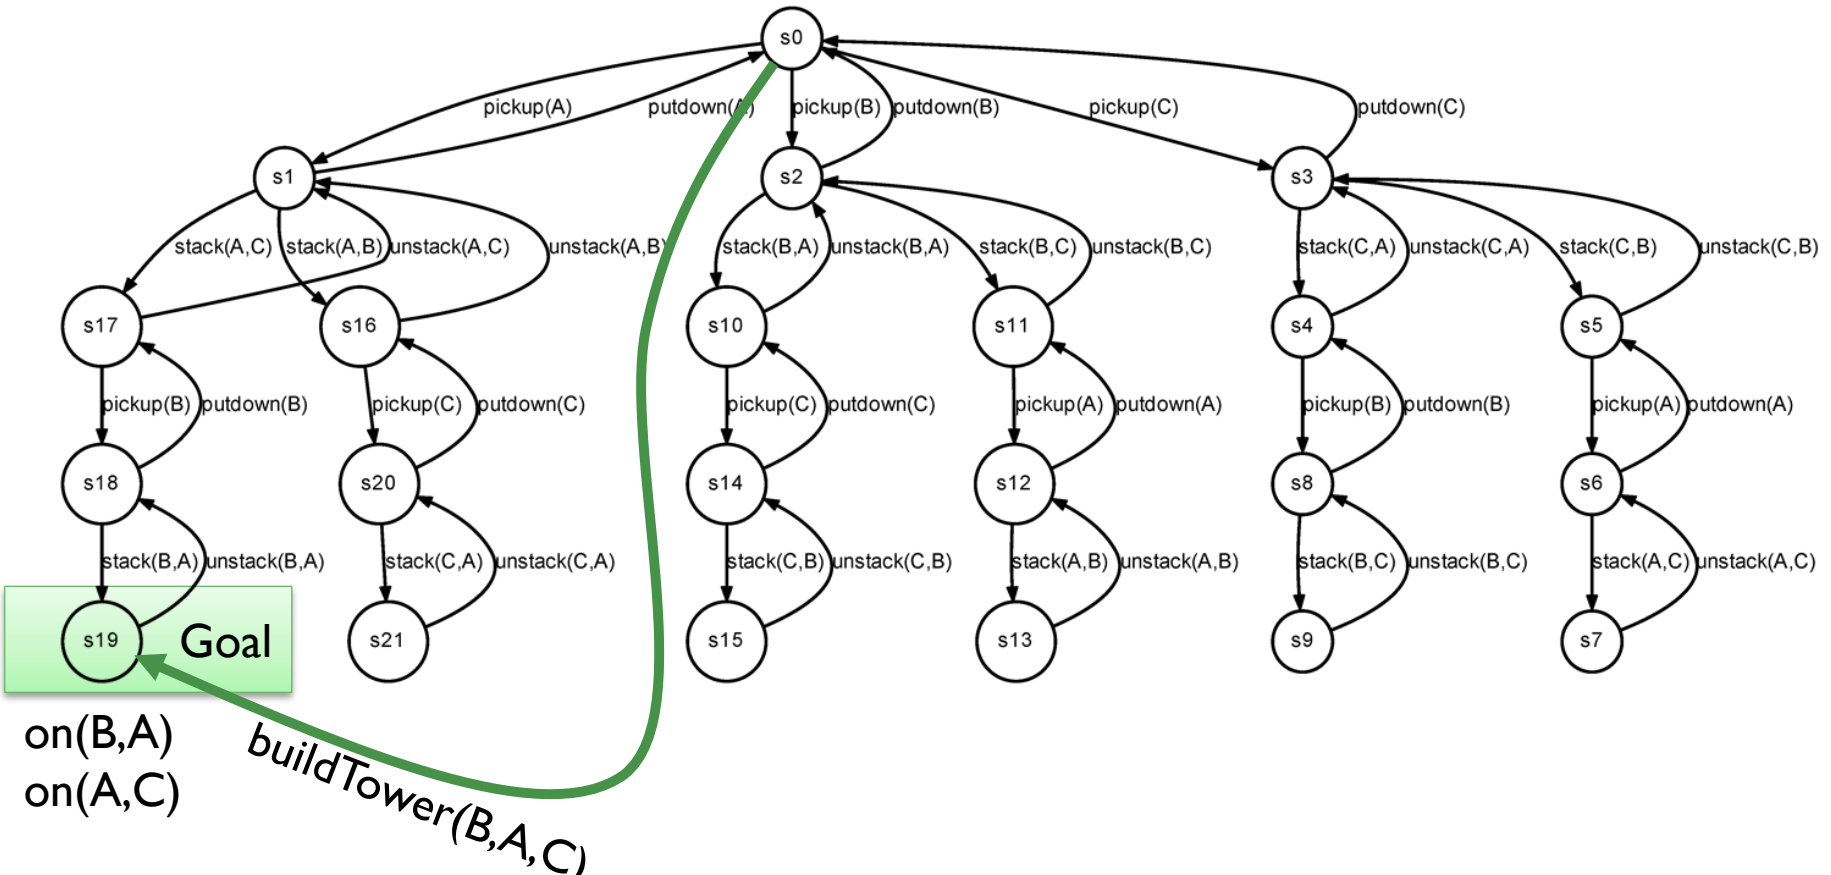 s0
pickup(A) putdown(A) pickup(B) putdown(B) pickup(C) putdown(C)
s1 s2 s3
stack(A,C) stack(A,B) unstack(A,C) unstack(A,B) stack(B,A) unstack(B,A) stack(B,C) unstack(B,C) stack(C,A) unstack(C,A) stack(C,B) unstack(C,B)
s17 s16 s10 s11 s4 s5
pickup(B) putdown(B) pickup(C) putdown(C) pickup(C) putdown(C) pickup(A) putdown(A) pickup(B) putdown(B) pickup(A) putdown(A)
s18 s20 s14 s12 s8 s6
stack(B,A) unstack(B,A) stack(C,A) unstack(C,A) stack(C,B) unstack(C,B) stack(A,B) unstack(A,B) stack(B,C) unstack(B,C) stack(A,C) unstack(A,C)
s19 Goal s21 s15 s13 s9 s7
on(B,A)
on(A,C)
buildTower(B,A,C)